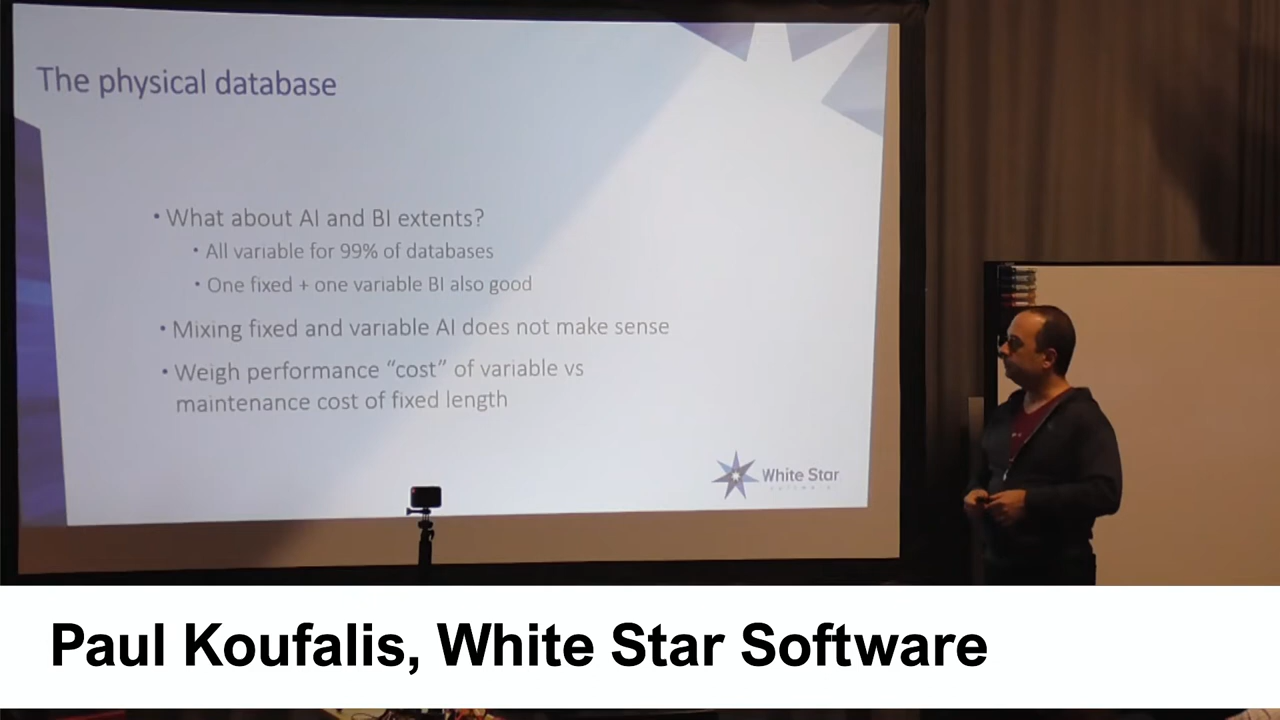 The physical database
• What about AI and BI extents?
• All variable for 99% of databases
• One fixed + one variable BI also good
• Mixing fixed and variable AI does not make sense
• Weigh performance “cost” of variable vs
maintenance cost of fixed length
White Star
Paul Koufalis, White Star Software